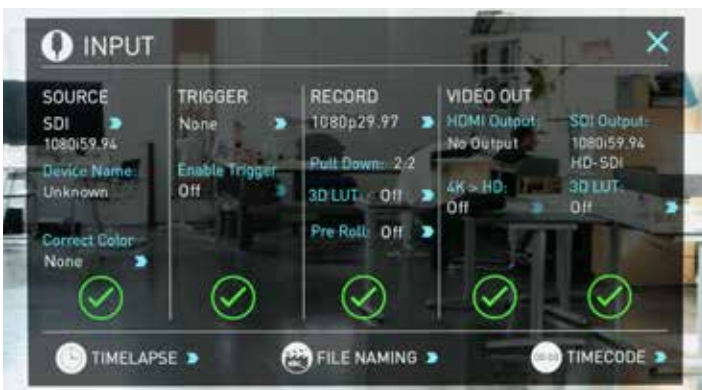 INPUT
SOURCE
SDI
1080i59.94
Device Name:
Unknown
Correct Color
None
TRIGGER
None
Enable Trigger
Off
RECORD
1080p29.97
Pull Down: 2:2
3D LUT: Off
Pre Roll: Off
VIDEO OUT
HDMI Output:
No Output
4K > HD:
Off
SDI Output:
1080i59.94
HD-SDI
3D LUT:
Off
TIMELAPSE
FILE NAMING
TIMECODE